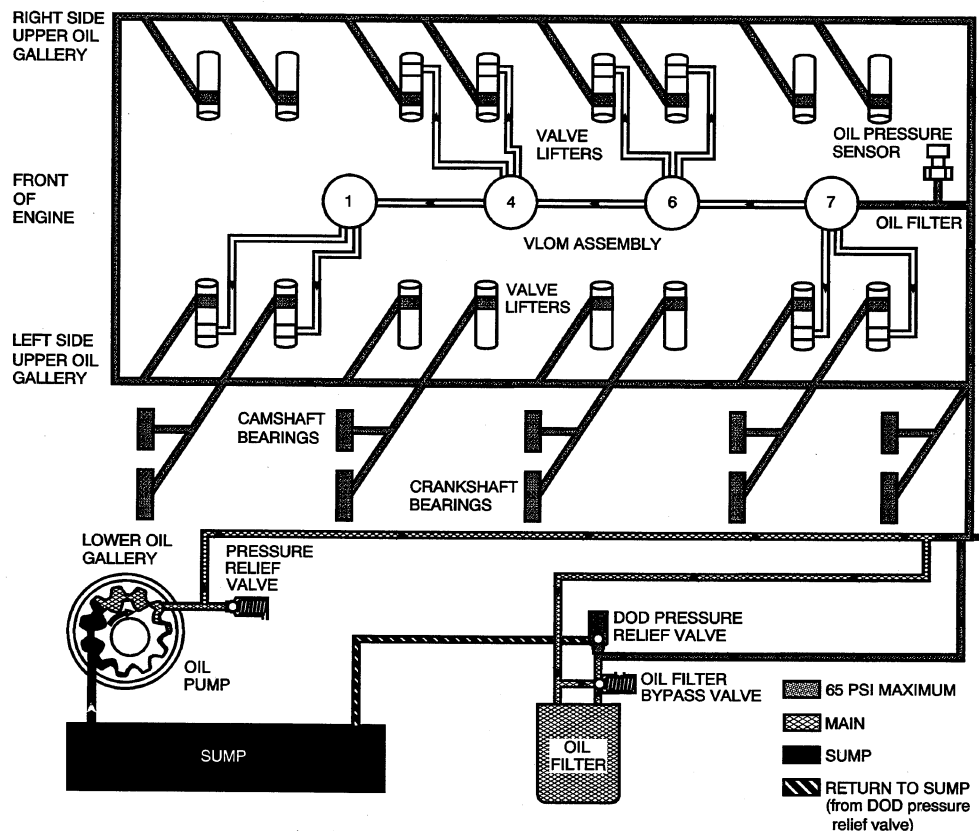 RIGHT SIDE
UPPER OIL
GALLERY
VALVE
LIFTERS
OIL PRESSURE
SENSOR
FRONT
OF
ENGINE
1
4
6
7
OIL FILTER
VLOM ASSEMBLY
VALVE
LIFTERS
LEFT SIDE
UPPER OIL
GALLERY
CAMSHAFT
BEARINGS
CRANKSHAFT
BEARINGS
LOWER OIL
GALLERY
PRESSURE
RELIEF
VALVE
OIL
PUMP
DOD PRESSURE
RELIEF VALVE
OIL FILTER
BYPASS VALVE
SUMP
OIL
FILTER
65 PSI MAXIMUM
MAIN
SUMP
RETURN TO SUMP
(from DOD pressure
relief valve)